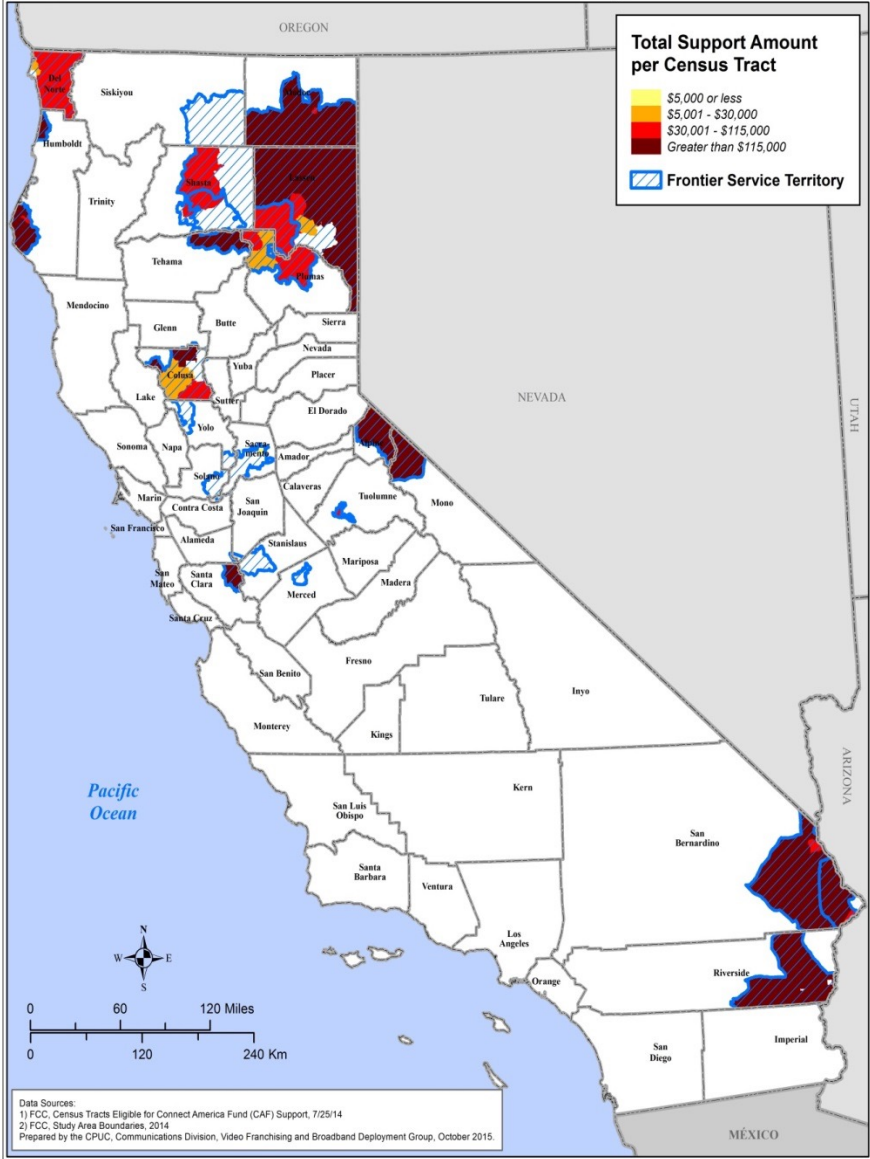 OREGON
Total Support Amount
per Census Tract
$5,000 or less
$5,001 - $30,000
$30,001 - $115,000
Greater than $115,000
Frontier Service Territory
Del
Norte
Siskiyou
Modoc
Humboldt
Trinity
Shasta
Lassen
Tehama
Plumas
Mendocino
Glenn
Butte
Sierra
Nevada
Colusa
Yuba
Placer
Lake
Sutter
El Dorado
NEVADA
UTAH
Yolo
Sonoma
Napa
Sacra-
mento
Alpine
Amador
Solano
Calaveras
Marin
Contra Costa
San
Joaquin
Tuolumne
Mono
San Francisco
Alameda
Stanislaus
San
Mateo
Santa
Clara
Mariposa
Merced
Madera
Santa Cruz
San Benito
Fresno
Tulare
Inyo
Monterey
Kings
ARIZONA
Pacific
Ocean
San Luis
Obispo
Kern
San
Bernardino
Santa
Barbara
Ventura
Los
Angeles
Orange
Riverside
N
W
E
S
0
60
120 Miles
0
120
240 Km
San
Diego
Imperial
MÉXICO
Data Sources:
1) FCC, Census Tracts Eligible for Connect America Fund (CAF) Support, 7/25/14
2) FCC, Study Area Boundaries, 2014
Prepared by the CPUC, Communications Division, Video Franchising and Broadband Deployment Group, October 2015.